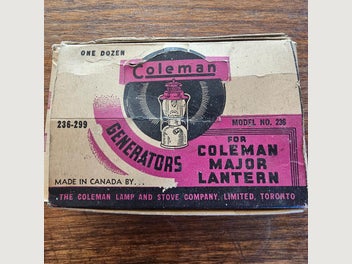 ONE DOZEN
Coleman
236-299
GENERATORS
MODEL NO. 236
FOR
COLEMAN
MAJOR
LANTERN
MADE IN CANADA BY...
THE COLEMAN LAMP AND STOVE COMPANY, LIMITED, TORONTO